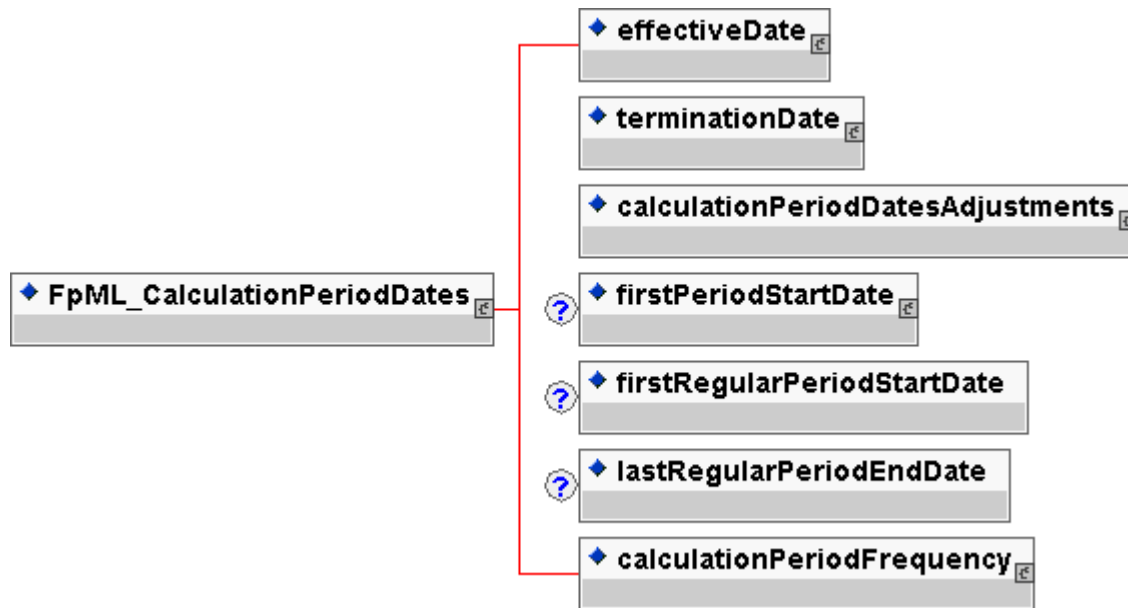 effectiveDate
terminationDate
calculationPeriodDatesAdjustments
FpML_CalculationPeriodDates
? firstPeriodStartDate
? firstRegularPeriodStartDate
? lastRegularPeriodEndDate
calculationPeriodFrequency